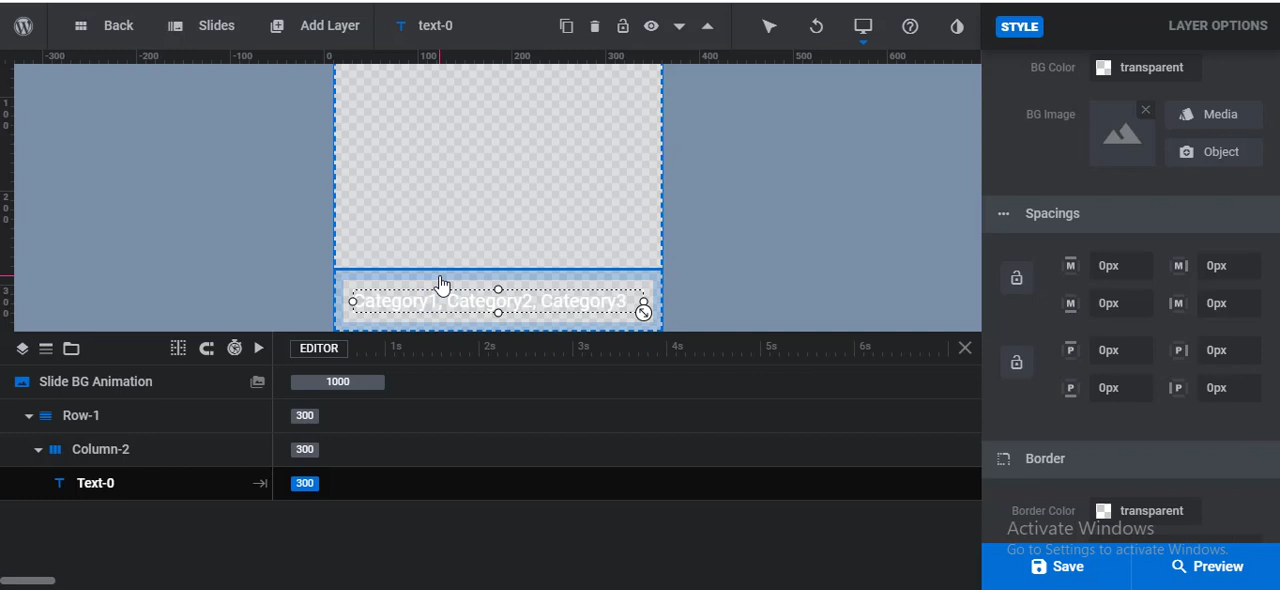 Back Slides Add Layer text-0 STYLE LAYER OPTIONS
-300 -200 -100 0 100 200 300 400 500 600
BG Color transparent
100
BG Image Media
Object
200
Spacings
M 0px M 0px
300
Category1, Category2, Category3
M 0px M 0px
EDITOR 1s 2s 3s 4s 5s 6s
P 0px P 0px
Slide BG Animation 1000
P 0px P 0px
Row-1 300
Column-2 300
Border
Text-0 300
Border Color transparent
Activate Windows
Go to Settings to activate Windows.
Save Preview